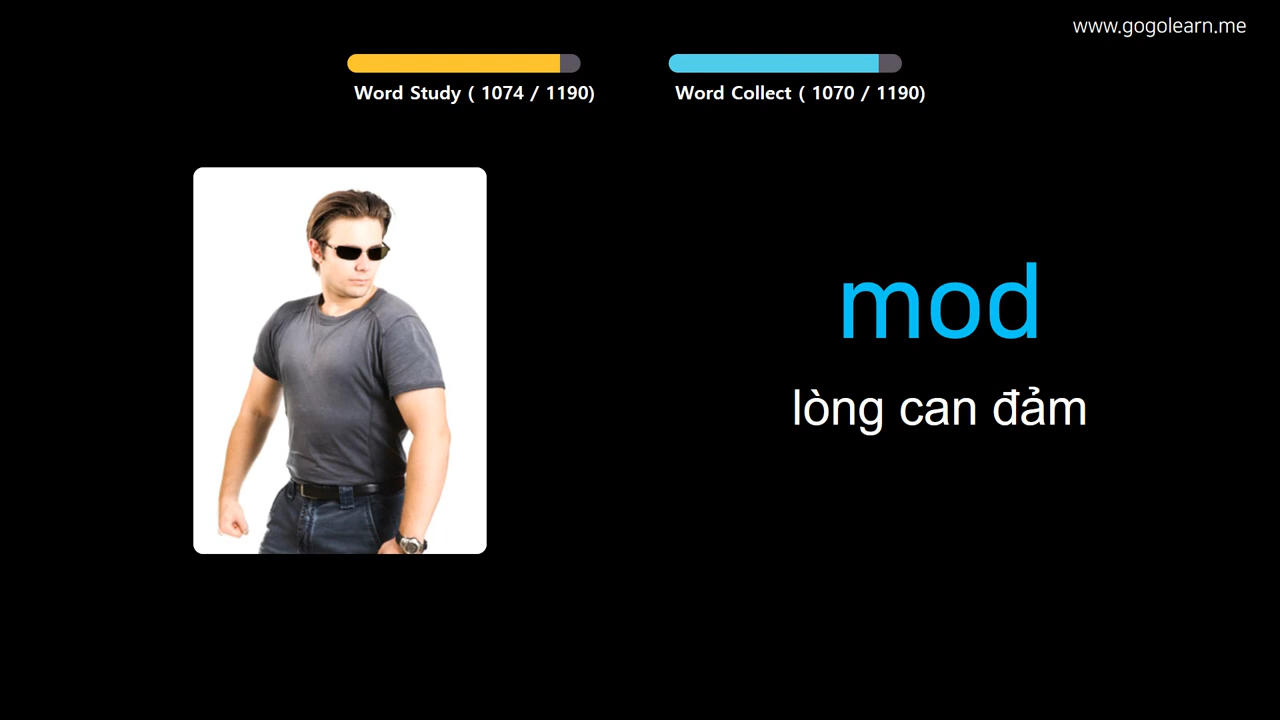 www.gogolearn.me
Word Study ( 1074 / 1190)
Word Collect ( 1070 / 1190)
mod
lòng can đảm